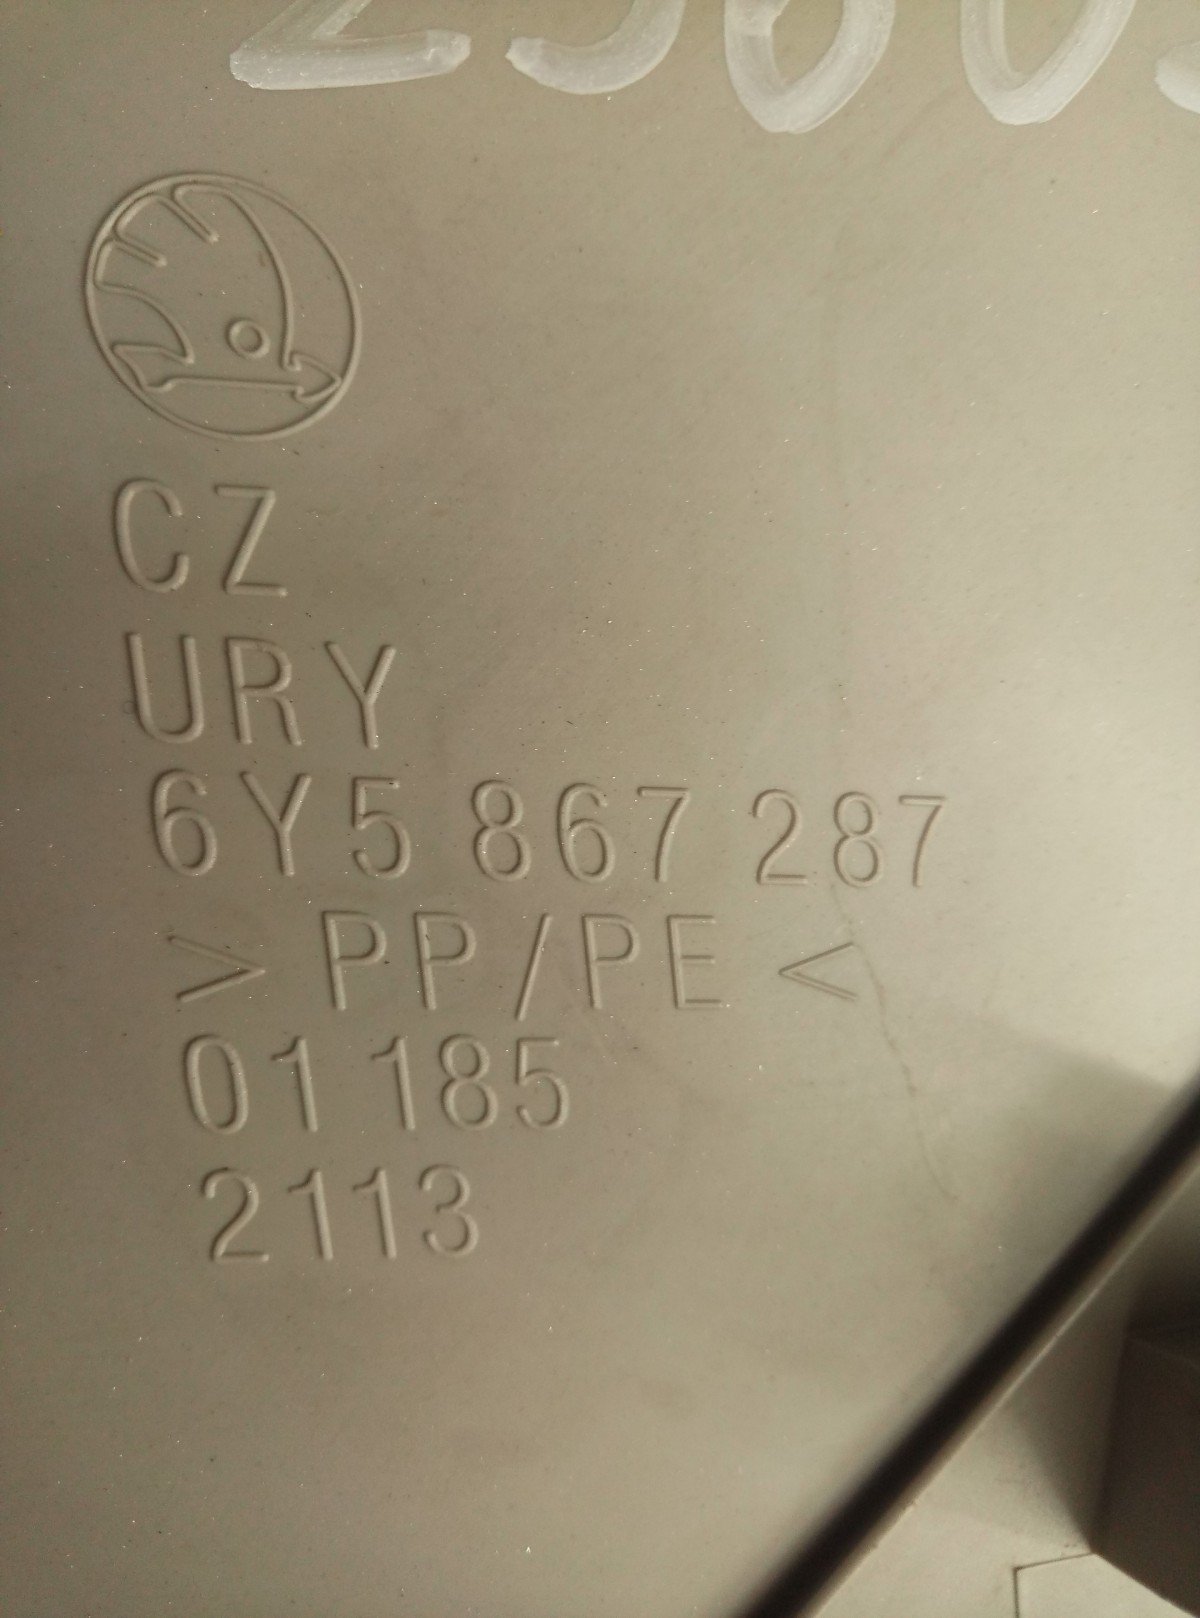 CZ
URY
6Y5 867 287
> PP/PE <
01 185
2113